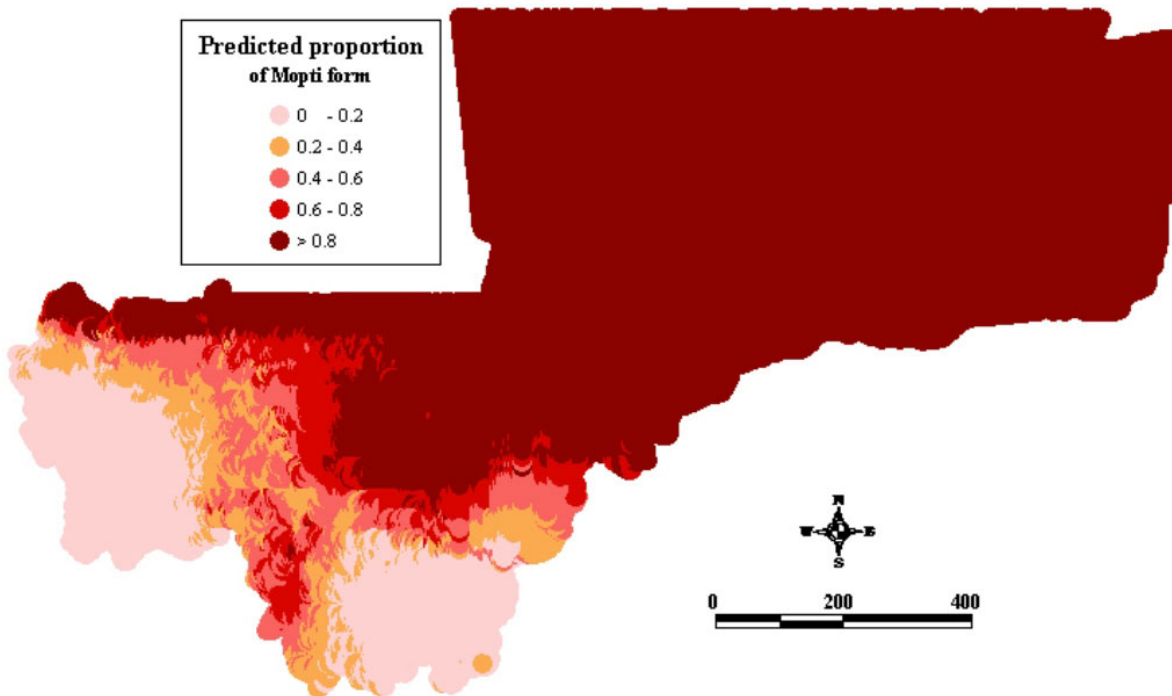 Predicted proportion
of Mopti form
0 - 0.2
0.2 - 0.4
0.4 - 0.6
0.6 - 0.8
> 0.8
N
W E
S
0 200 400